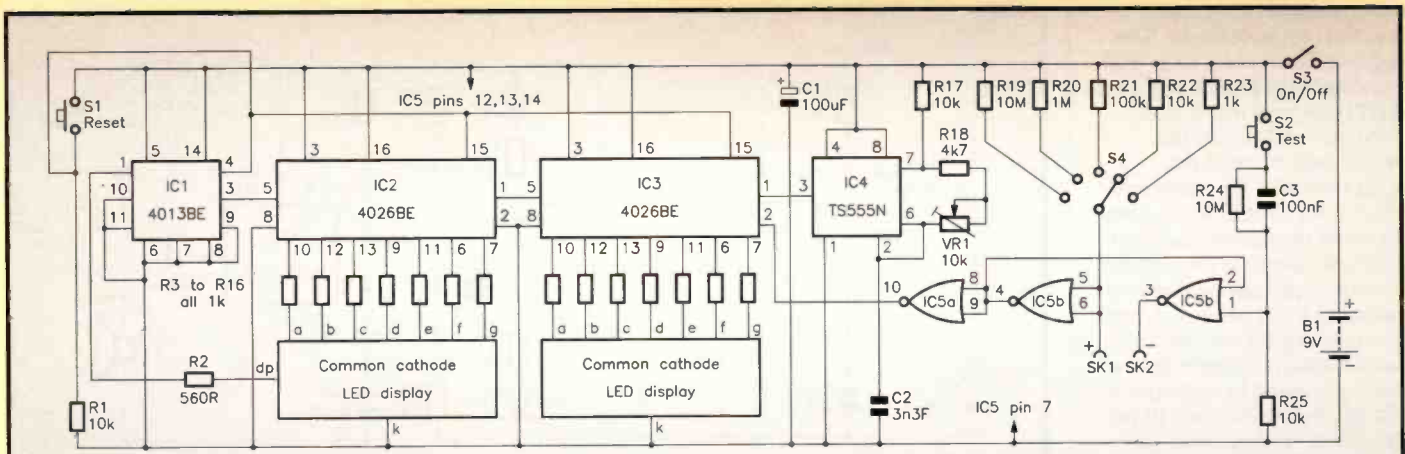 S1
Reset
R1
10k
1
10
11
5
14
4
3
9
IC1
4013BE
6
7
8
R3 to R16
all 1k
R2
560R
dp
3
16
15
5
8
IC2
4026BE
1
2
10
12
13
9
11
6
7
a
b
c
d
e
f
g
Common cathode
LED display
k
IC5 pins 12,13,14
3
16
15
5
8
IC3
4026BE
1
2
10
12
13
9
11
6
7
a
b
c
d
e
f
g
Common cathode
LED display
k
+
C1
100uF
4
8
3
IC4
TS555N
7
6
1
2
R17
10k
R18
4k7
VR1
10k
C2
3n3F
R19
10M
R20
1M
R21
100k
R22
10k
R23
1k
S4
10
IC5a
8
9
4
IC5b
5
6
3
IC5b
2
1
+
SK1
−
SK2
IC5 pin 7
S3
On/Off
S2
Test
R24
10M
C3
100nF
R25
10k
B1
9V
+
−